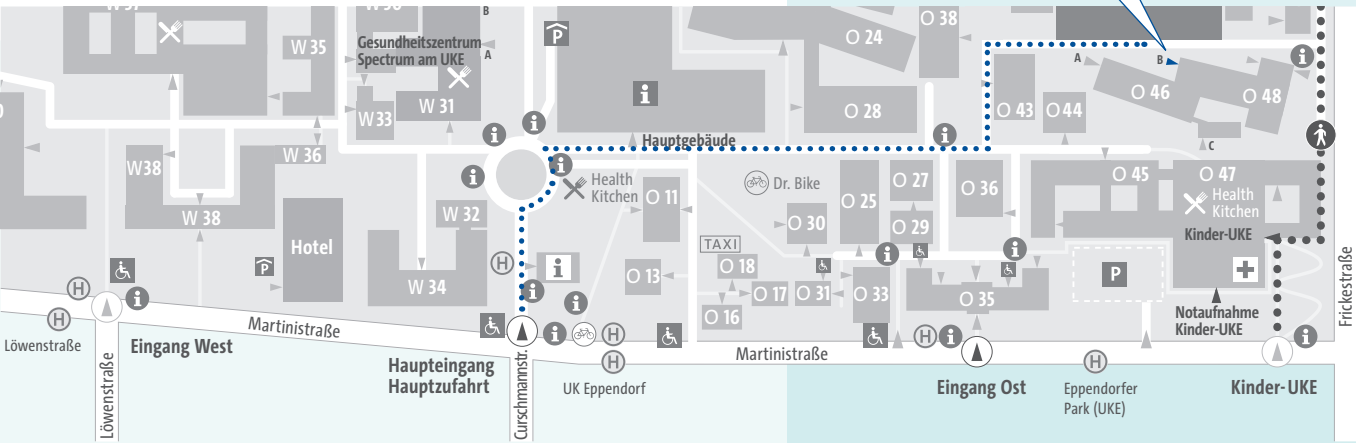 B
O 38
W 35
Gesundheitszentrum
Spectrum am UKE
A
P
O 24
i
A
B
W 31
W 33
i
O 28
O 43
O 44
O 46
O 48
i
i
Hauptgebäude
i
C
W 36
W38
i
i
Health
Kitchen
Dr. Bike
O 11
O 25
O 27
O 36
O 45
O 47
Health
Kitchen
W 38
W 32
O 30
O 29
Kinder-UKE
Hotel
TAXI
H
i
P
O 18
O 13
i
i
P
W 34
O 17
O 31
O 33
O 35
O 16
H
i
i
i
Notaufnahme
Kinder-UKE
Frickestraße
H
Martinistraße
i
H
H
i
i
Löwenstraße
Eingang West
Haupteingang
Hauptzufahrt
H
Martinistraße
H
Löwenstraße
Curschmannstr.
UK Eppendorf
Eingang Ost
Eppendorfer
Park (UKE)
Kinder-UKE